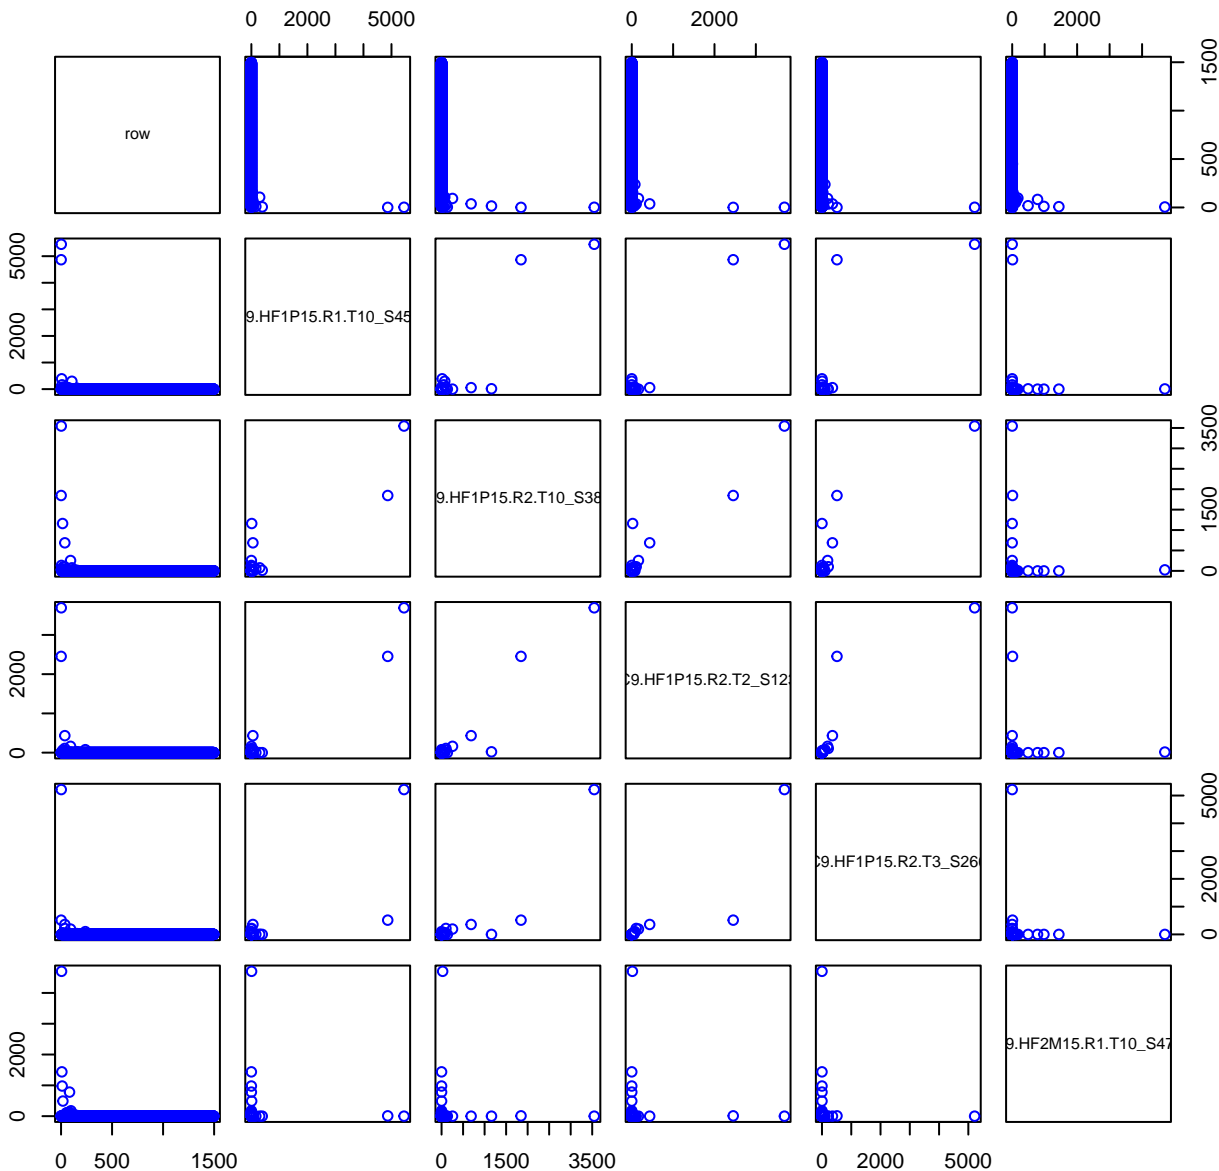 0 2000 5000 0 2000 0 2000
row
0 500 1500
0 2000 5000
9.HF1P15.R1.T10_S45
9.HF1P15.R2.T10_S38
0 1500 3500
0 2000
C9.HF1P15.R2.T2_S123
C9.HF1P15.R2.T3_S260
0 2000 5000
0 2000
9.HF2M15.R1.T10_S47
0 500 1500 0 1500 3500 0 2000 5000